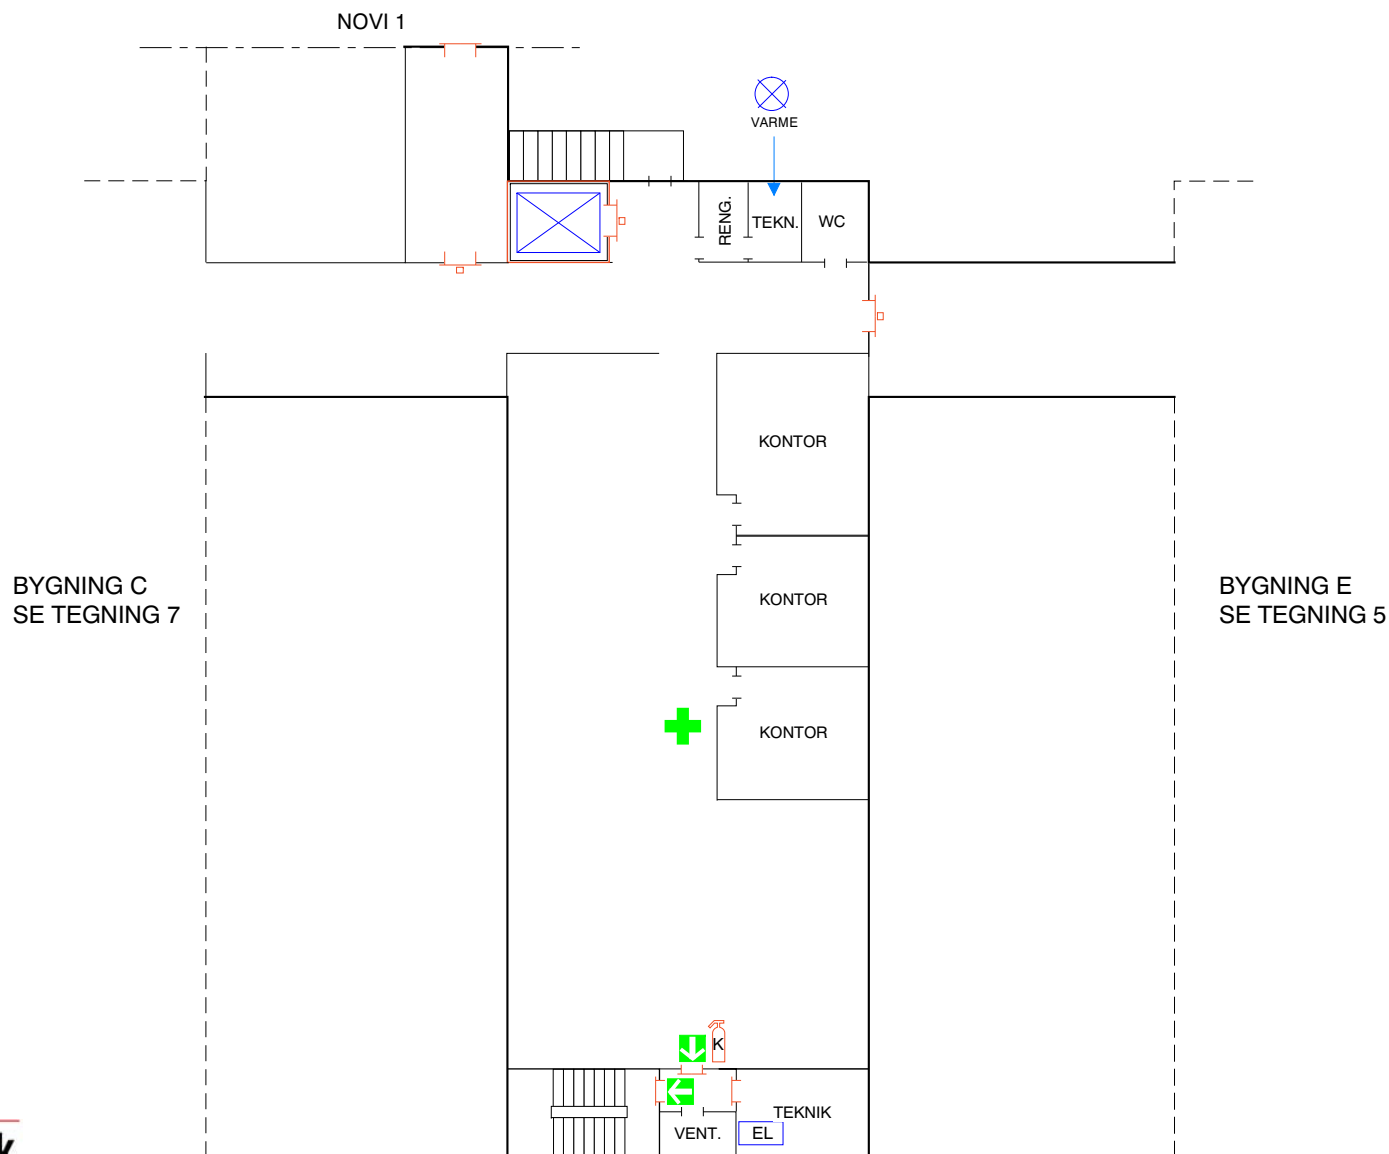 NOVI 1
VARME
RENG.
TEKN.
WC
KONTOR
BYGNING C
SE TEGNING 7
KONTOR
BYGNING E
SE TEGNING 5
KONTOR
K
TEKNIK
VENT.
EL